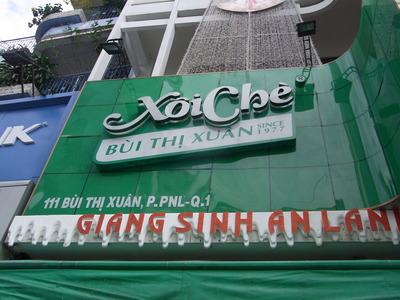 XôiChè
BÙI THỊ XUÂN SINCE 1977
111 BÙI THỊ XUÂN, P.PNL-Q.1
GIANG SINH AN LAN